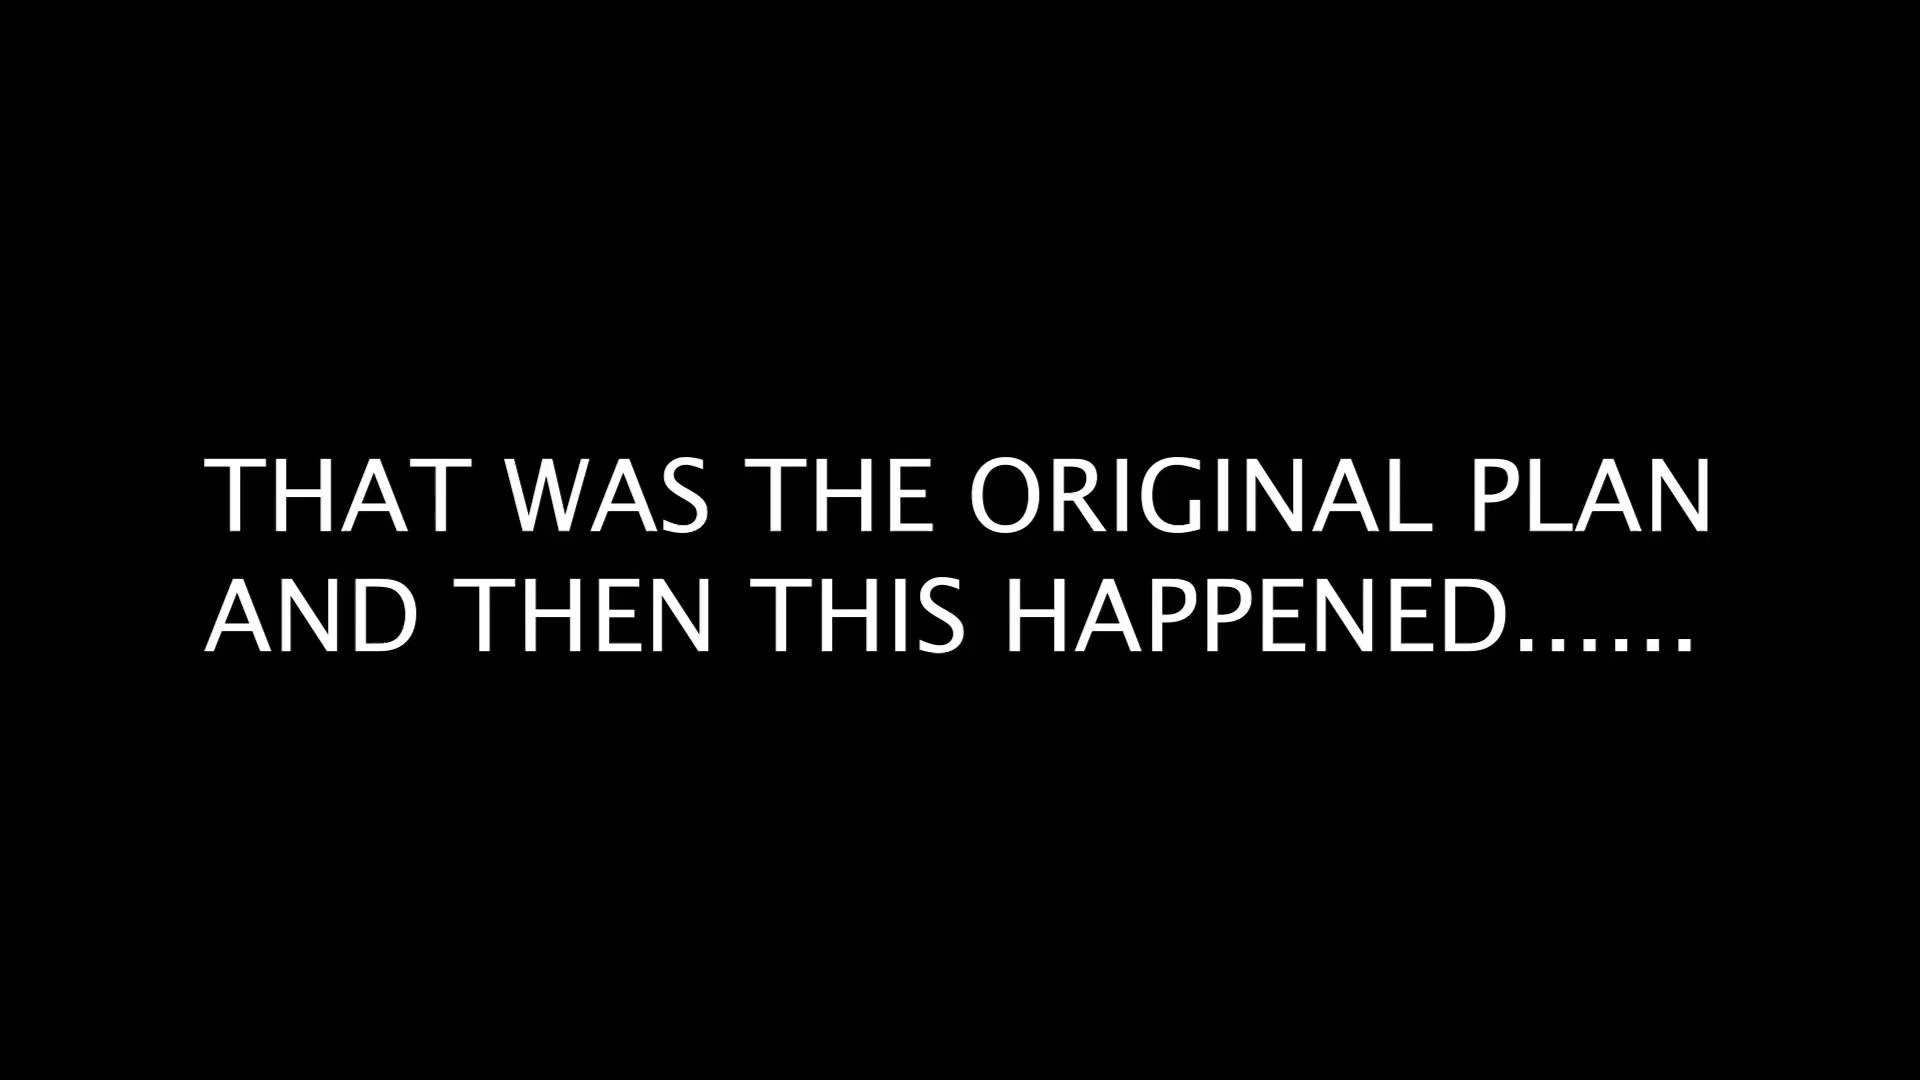 THAT WAS THE ORIGINAL PLAN
AND THEN THIS HAPPENED......